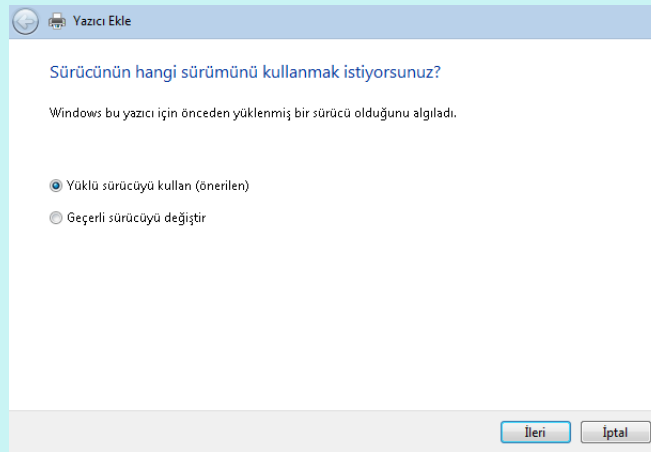 Yazıcı Ekle
Sürücünün hangi sürümünü kullanmak istiyorsunuz?
Windows bu yazıcı için önceden yüklenmiş bir sürücü olduğunu algıladı.
Yüklü sürücüyü kullan (önerilen)
Geçerli sürücüyü değiştir
İleri
İptal